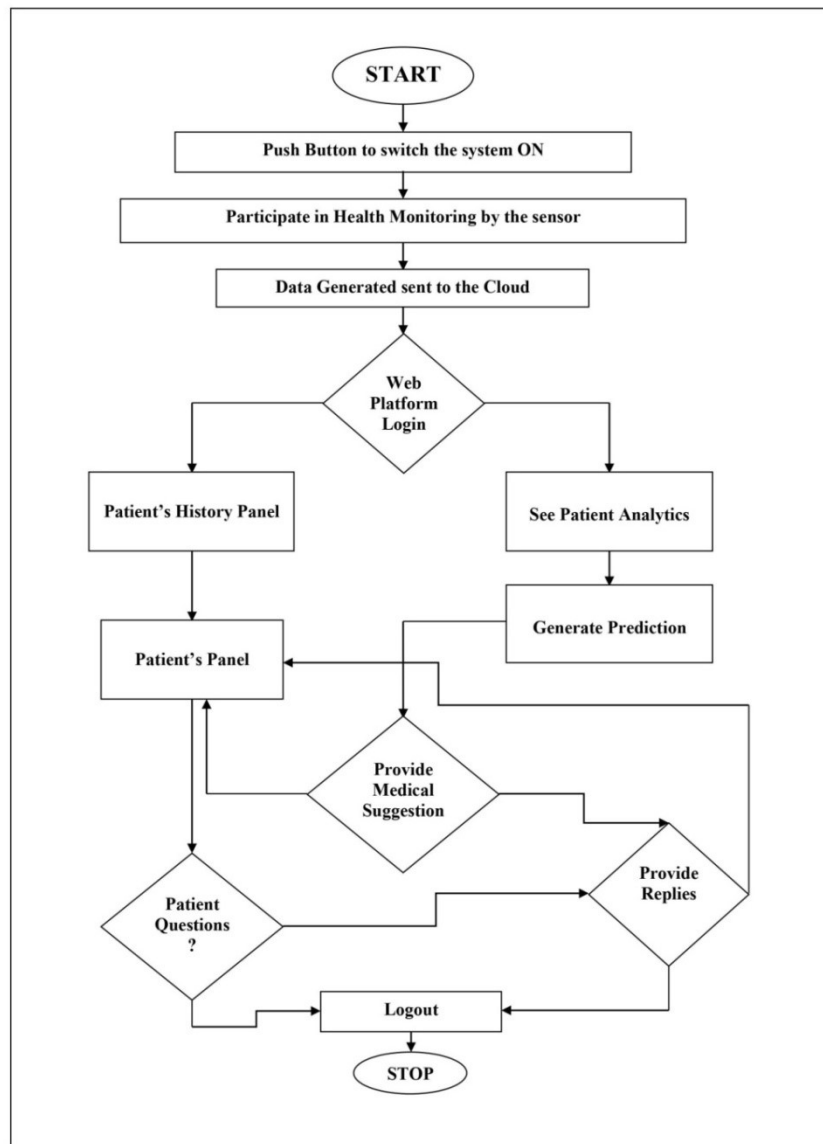 START
Push Button to switch the system ON
Participate in Health Monitoring by the sensor
Data Generated sent to the Cloud
Web
Platform
Login
Patient’s History Panel
See Patient Analytics
Generate Prediction
Patient’s Panel
Provide
Medical
Suggestion
Provide
Replies
Patient
Questions
?
Logout
STOP